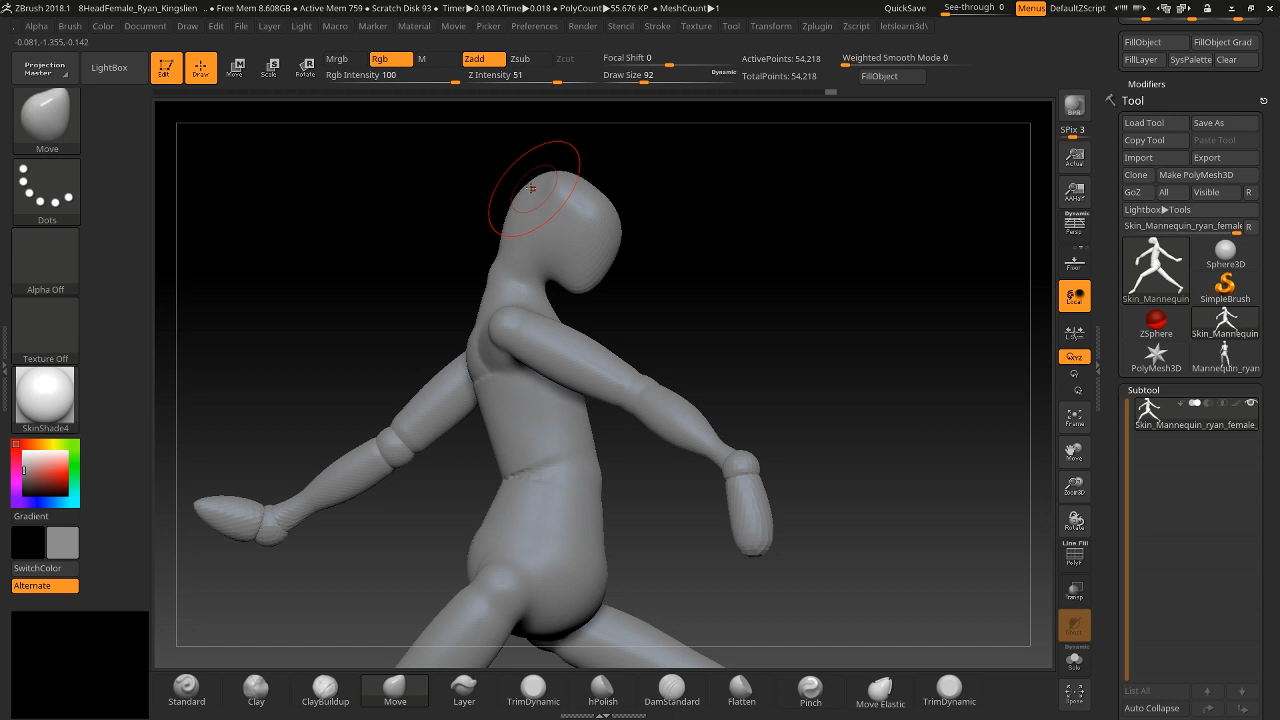 ZBrush 2018.1 8HeadFemale_Ryan_Kingslien .. ● Free Mem 8.608GB ● Active Mem 759 ● Scratch Disk 93 ● Timer▶0.108 ATime▶0.018 ● PolyCount▶55.676 KP ● MeshCount▶1 QuickSave See-through 0 Menus DefaultZScript
Alpha Brush Color Document Draw Edit File Layer Light Macro Marker Material Movie Picker Preferences Render Stencil Stroke Texture Tool Transform Zplugin Zscript letslearn3d\
-0.081,-1.355,-0.142
Projection Master
LightBox
Edit Draw Move Scale Rotate
Mrgb Rgb M Zadd Zsub Zcut
Rgb Intensity 100 Z Intensity 51
Focal Shift 0
Draw Size 92 Dynamic
ActivePoints: 54,218
TotalPoints: 54,218
Weighted Smooth Mode 0
FillObject
Move
Dots
Alpha Off
Texture Off
SkinShade4
Gradient
SwitchColor
Alternate
BPR
SPix 3
Actual
AAHalf
Dynamic
Persp
Floor
Local
L.Sym
XYZ
Frame
Move
Zoom3D
Rotate
Line Fill
PolyF
Transp
Ghost
Dynamic
Solo
Xpose
FillObject FillObject Grad
FillLayer SysPalette Clear
Modifiers
Tool
Load Tool Save As
Copy Tool Paste Tool
Import Export
Clone Make PolyMesh3D
GoZ All Visible R
Lightbox▶Tools
Skin_Mannequin_ryan_female R
Skin_Mannequin Sphere3D
SimpleBrush
ZSphere Skin_Mannequin
PolyMesh3D Mannequin_ryan
Subtool
Skin_Mannequin_ryan_female_
List All
Auto Collapse
Standard Clay ClayBuildup Move Layer TrimDynamic hPolish DamStandard Flatten Pinch Move Elastic TrimDynamic